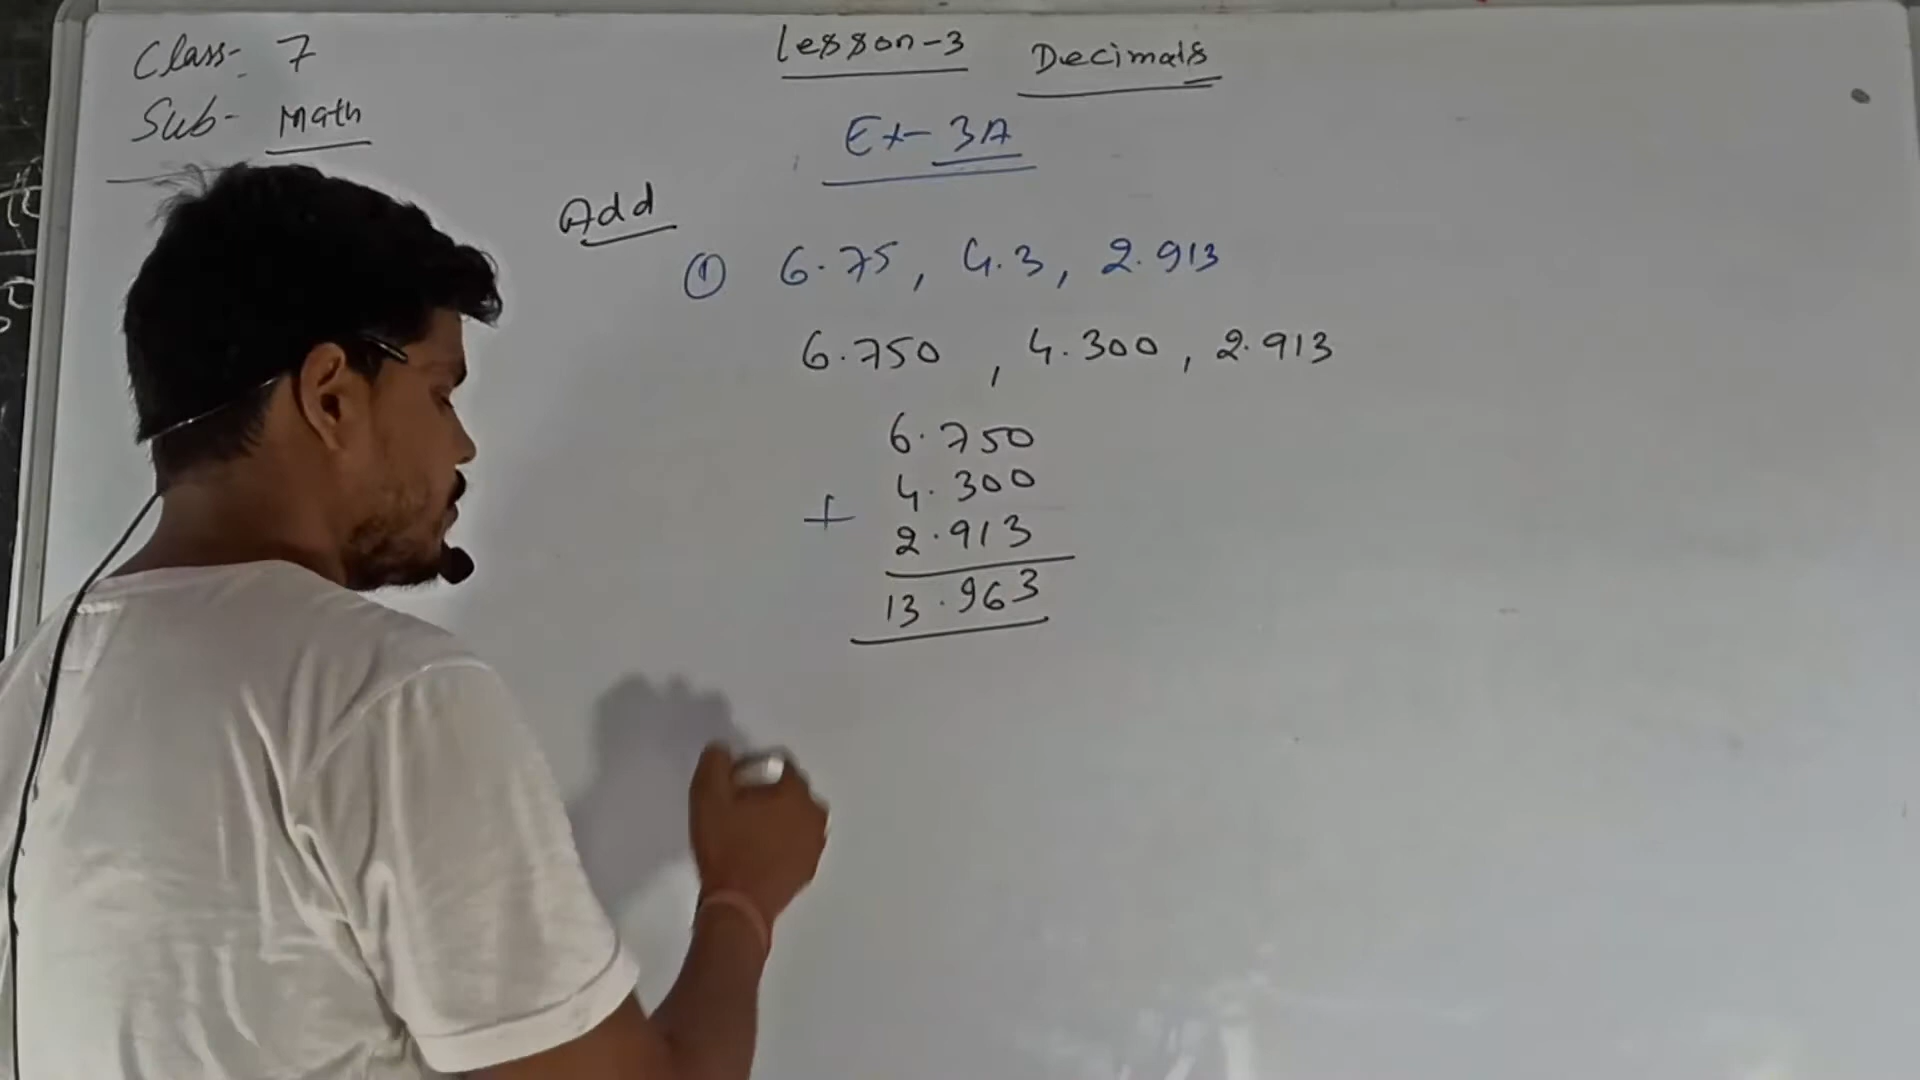 Class- 7
Sub- Math
Lesson-3 Decimals
Ex- 3A
Add
① 6.75, 4.3, 2.913
6.750, 4.300, 2.913
6.750
4.300
+ 2.913
13.963